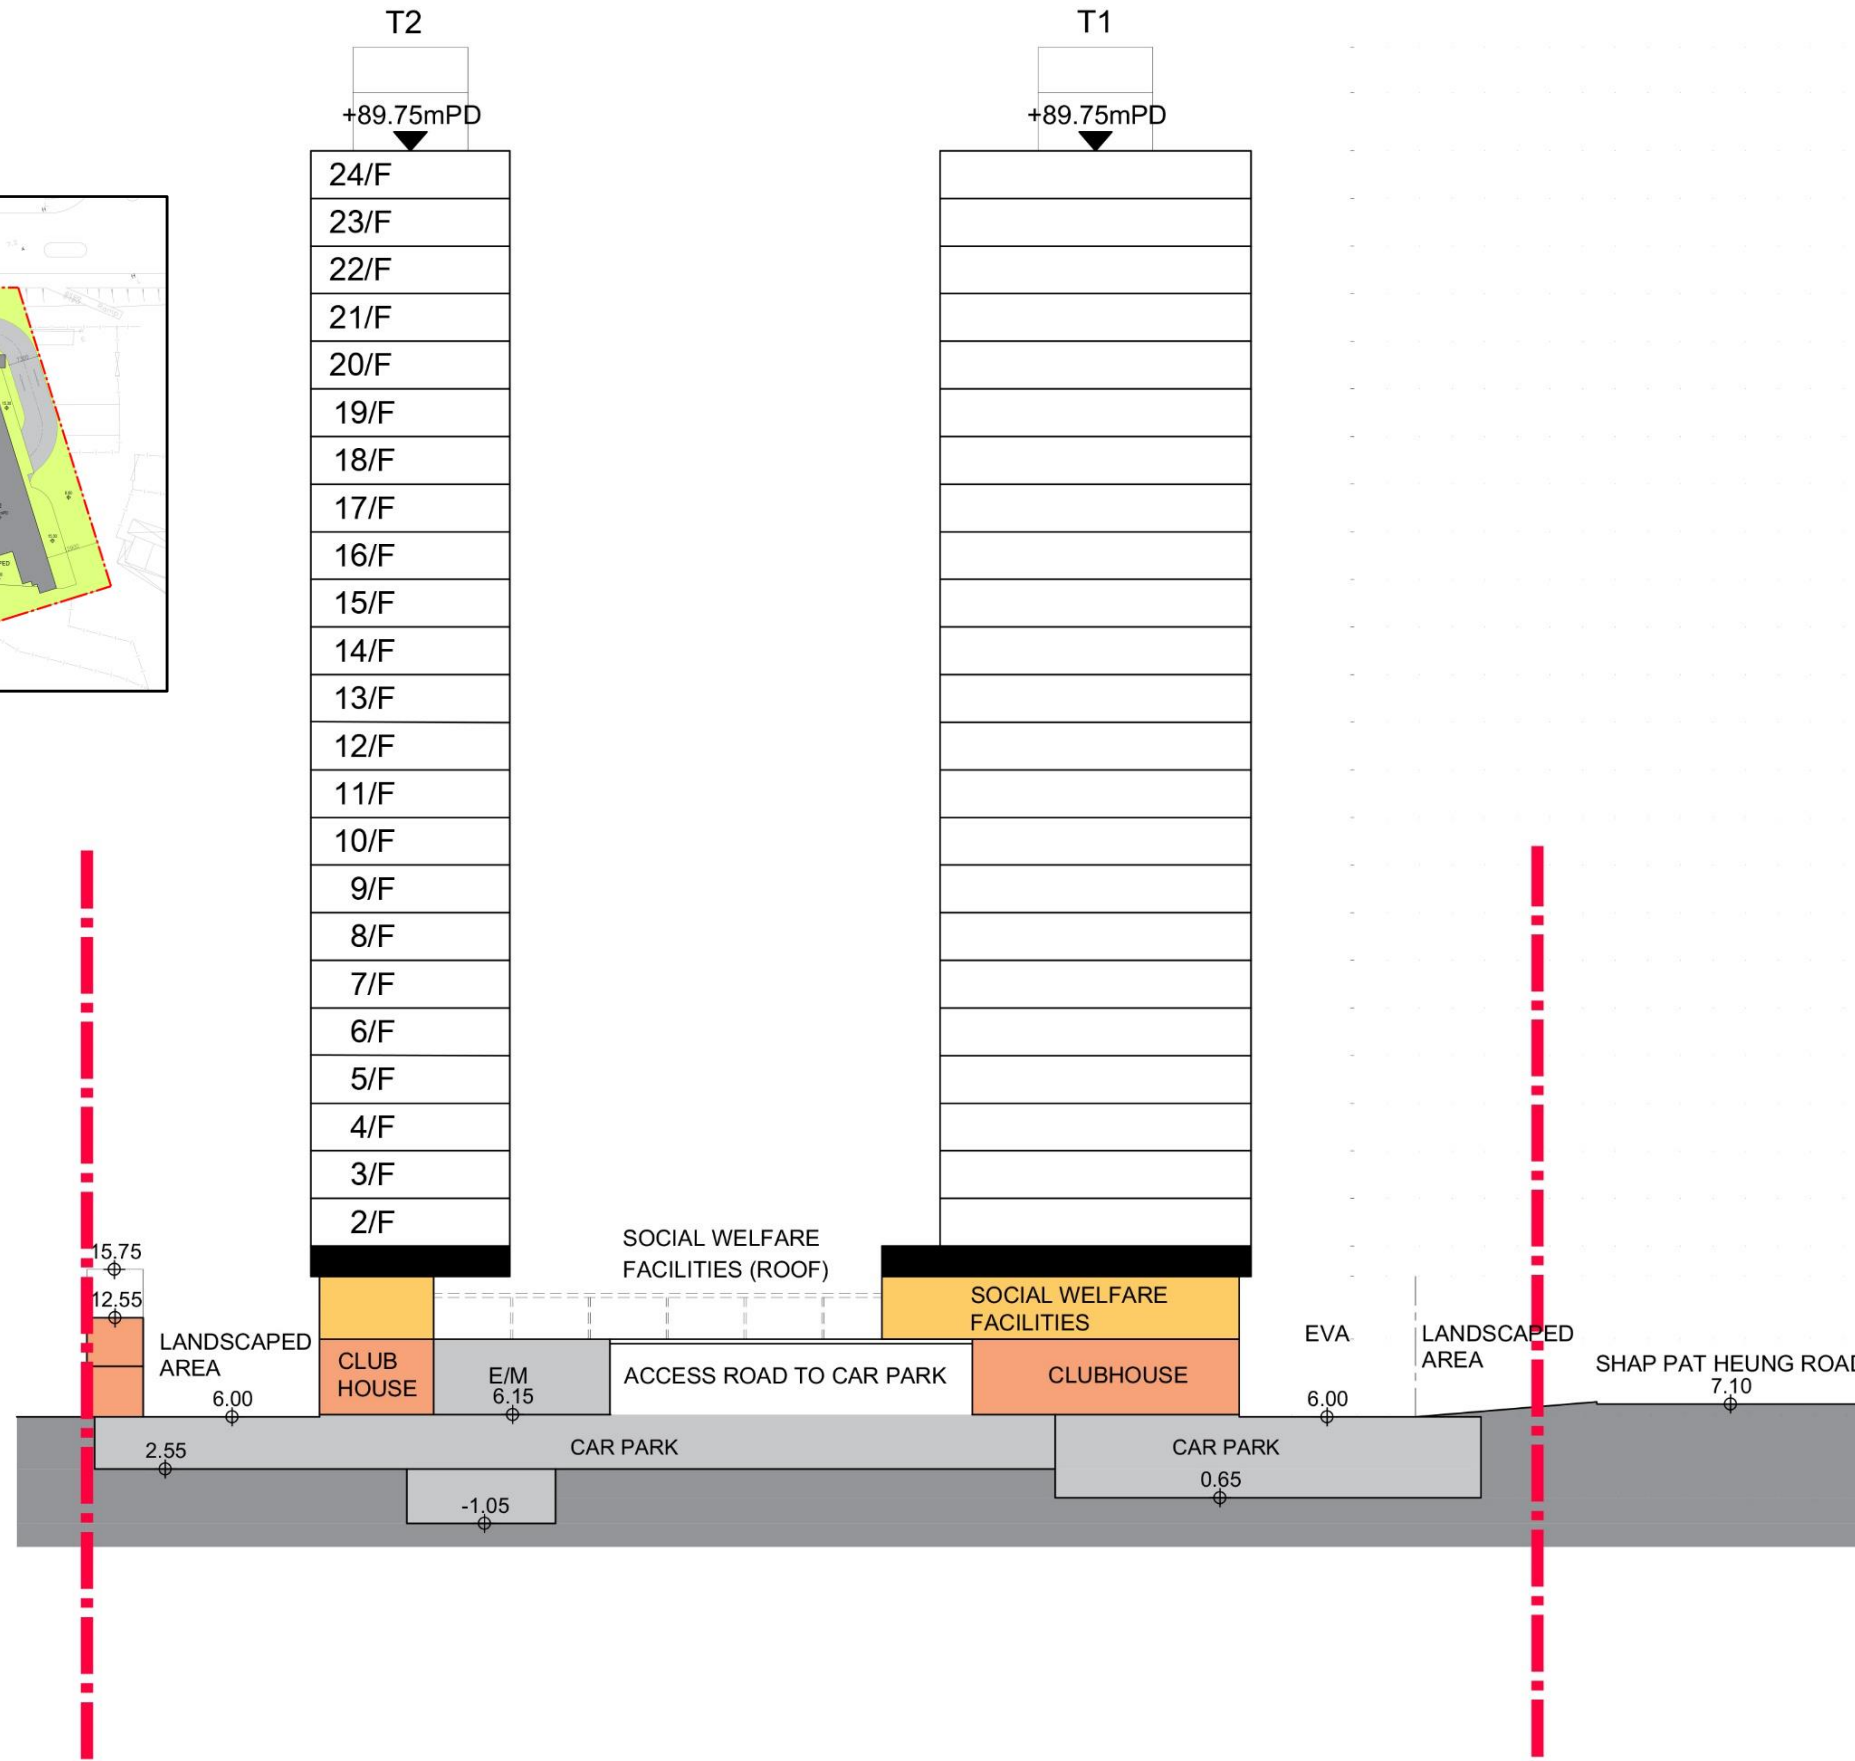 T2
T1
+89.75mPD
+89.75mPD
24/F
23/F
22/F
21/F
20/F
19/F
18/F
17/F
16/F
15/F
14/F
13/F
12/F
11/F
10/F
9/F
8/F
7/F
6/F
5/F
4/F
3/F
2/F
SOCIAL WELFARE
FACILITIES (ROOF)
15.75
12.55
SOCIAL WELFARE
FACILITIES
LANDSCAPED
AREA
CLUB
HOUSE
E/M
6.15
ACCESS ROAD TO CAR PARK
CLUBHOUSE
EVA
LANDSCAPED
AREA
SHAP PAT HEUNG ROAD
7.10
6.00
6.00
2.55
CAR PARK
CAR PARK
0.65
-1.05